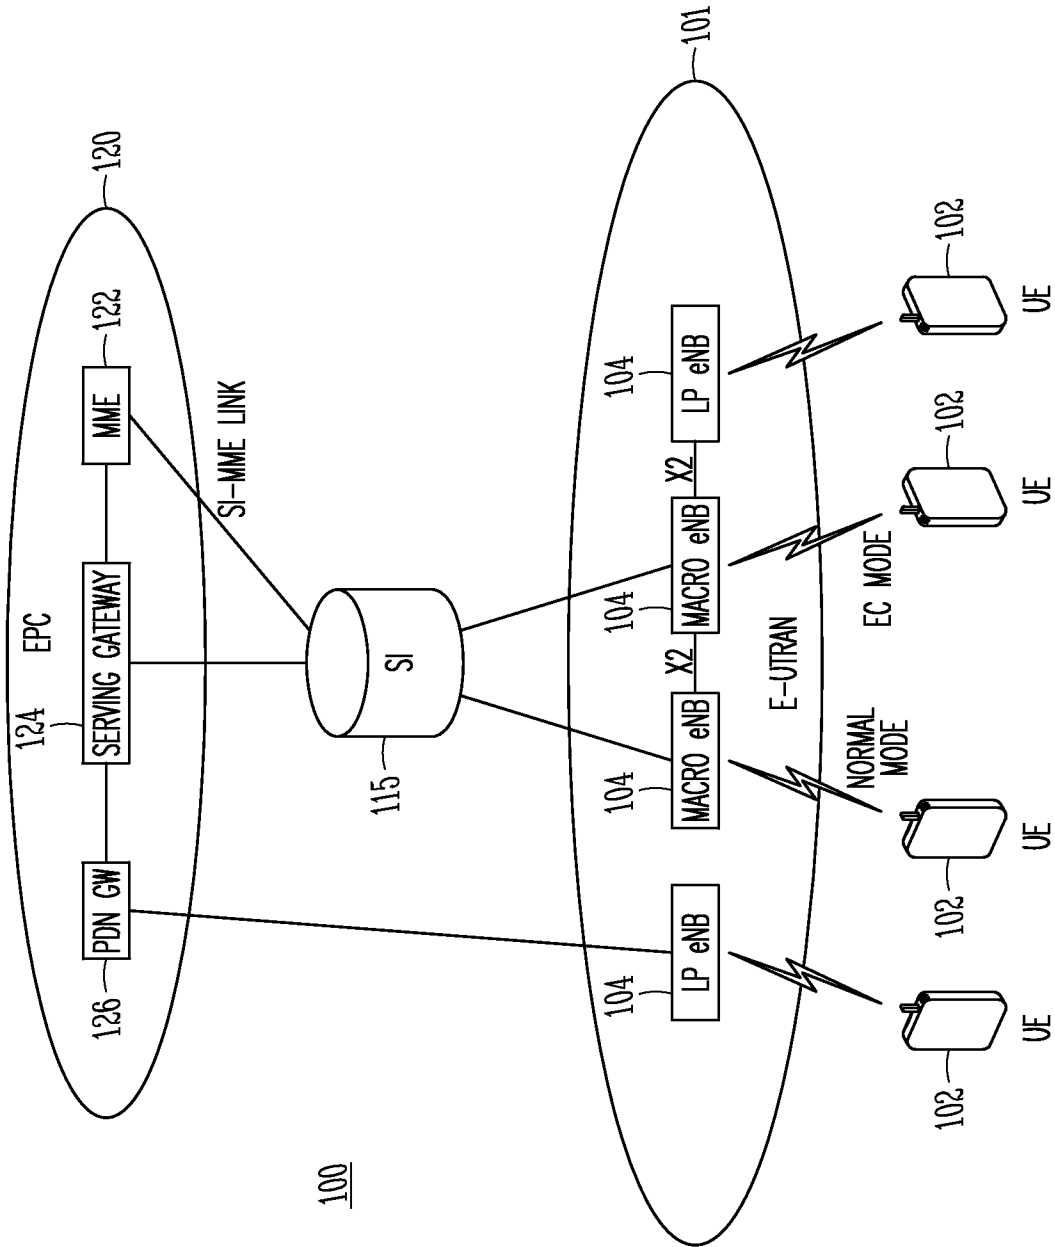 100
120
EPC
126
PDN GW
124
SERVING GATEWAY
122
MME
SI-MME LINK
115
SI
101
104
LP eNB
104
MACRO eNB
X2
104
MACRO eNB
X2
104
LP eNB
E-UTRAN
NORMAL
MODE
EC MODE
102
UE
102
UE
102
UE
102
UE